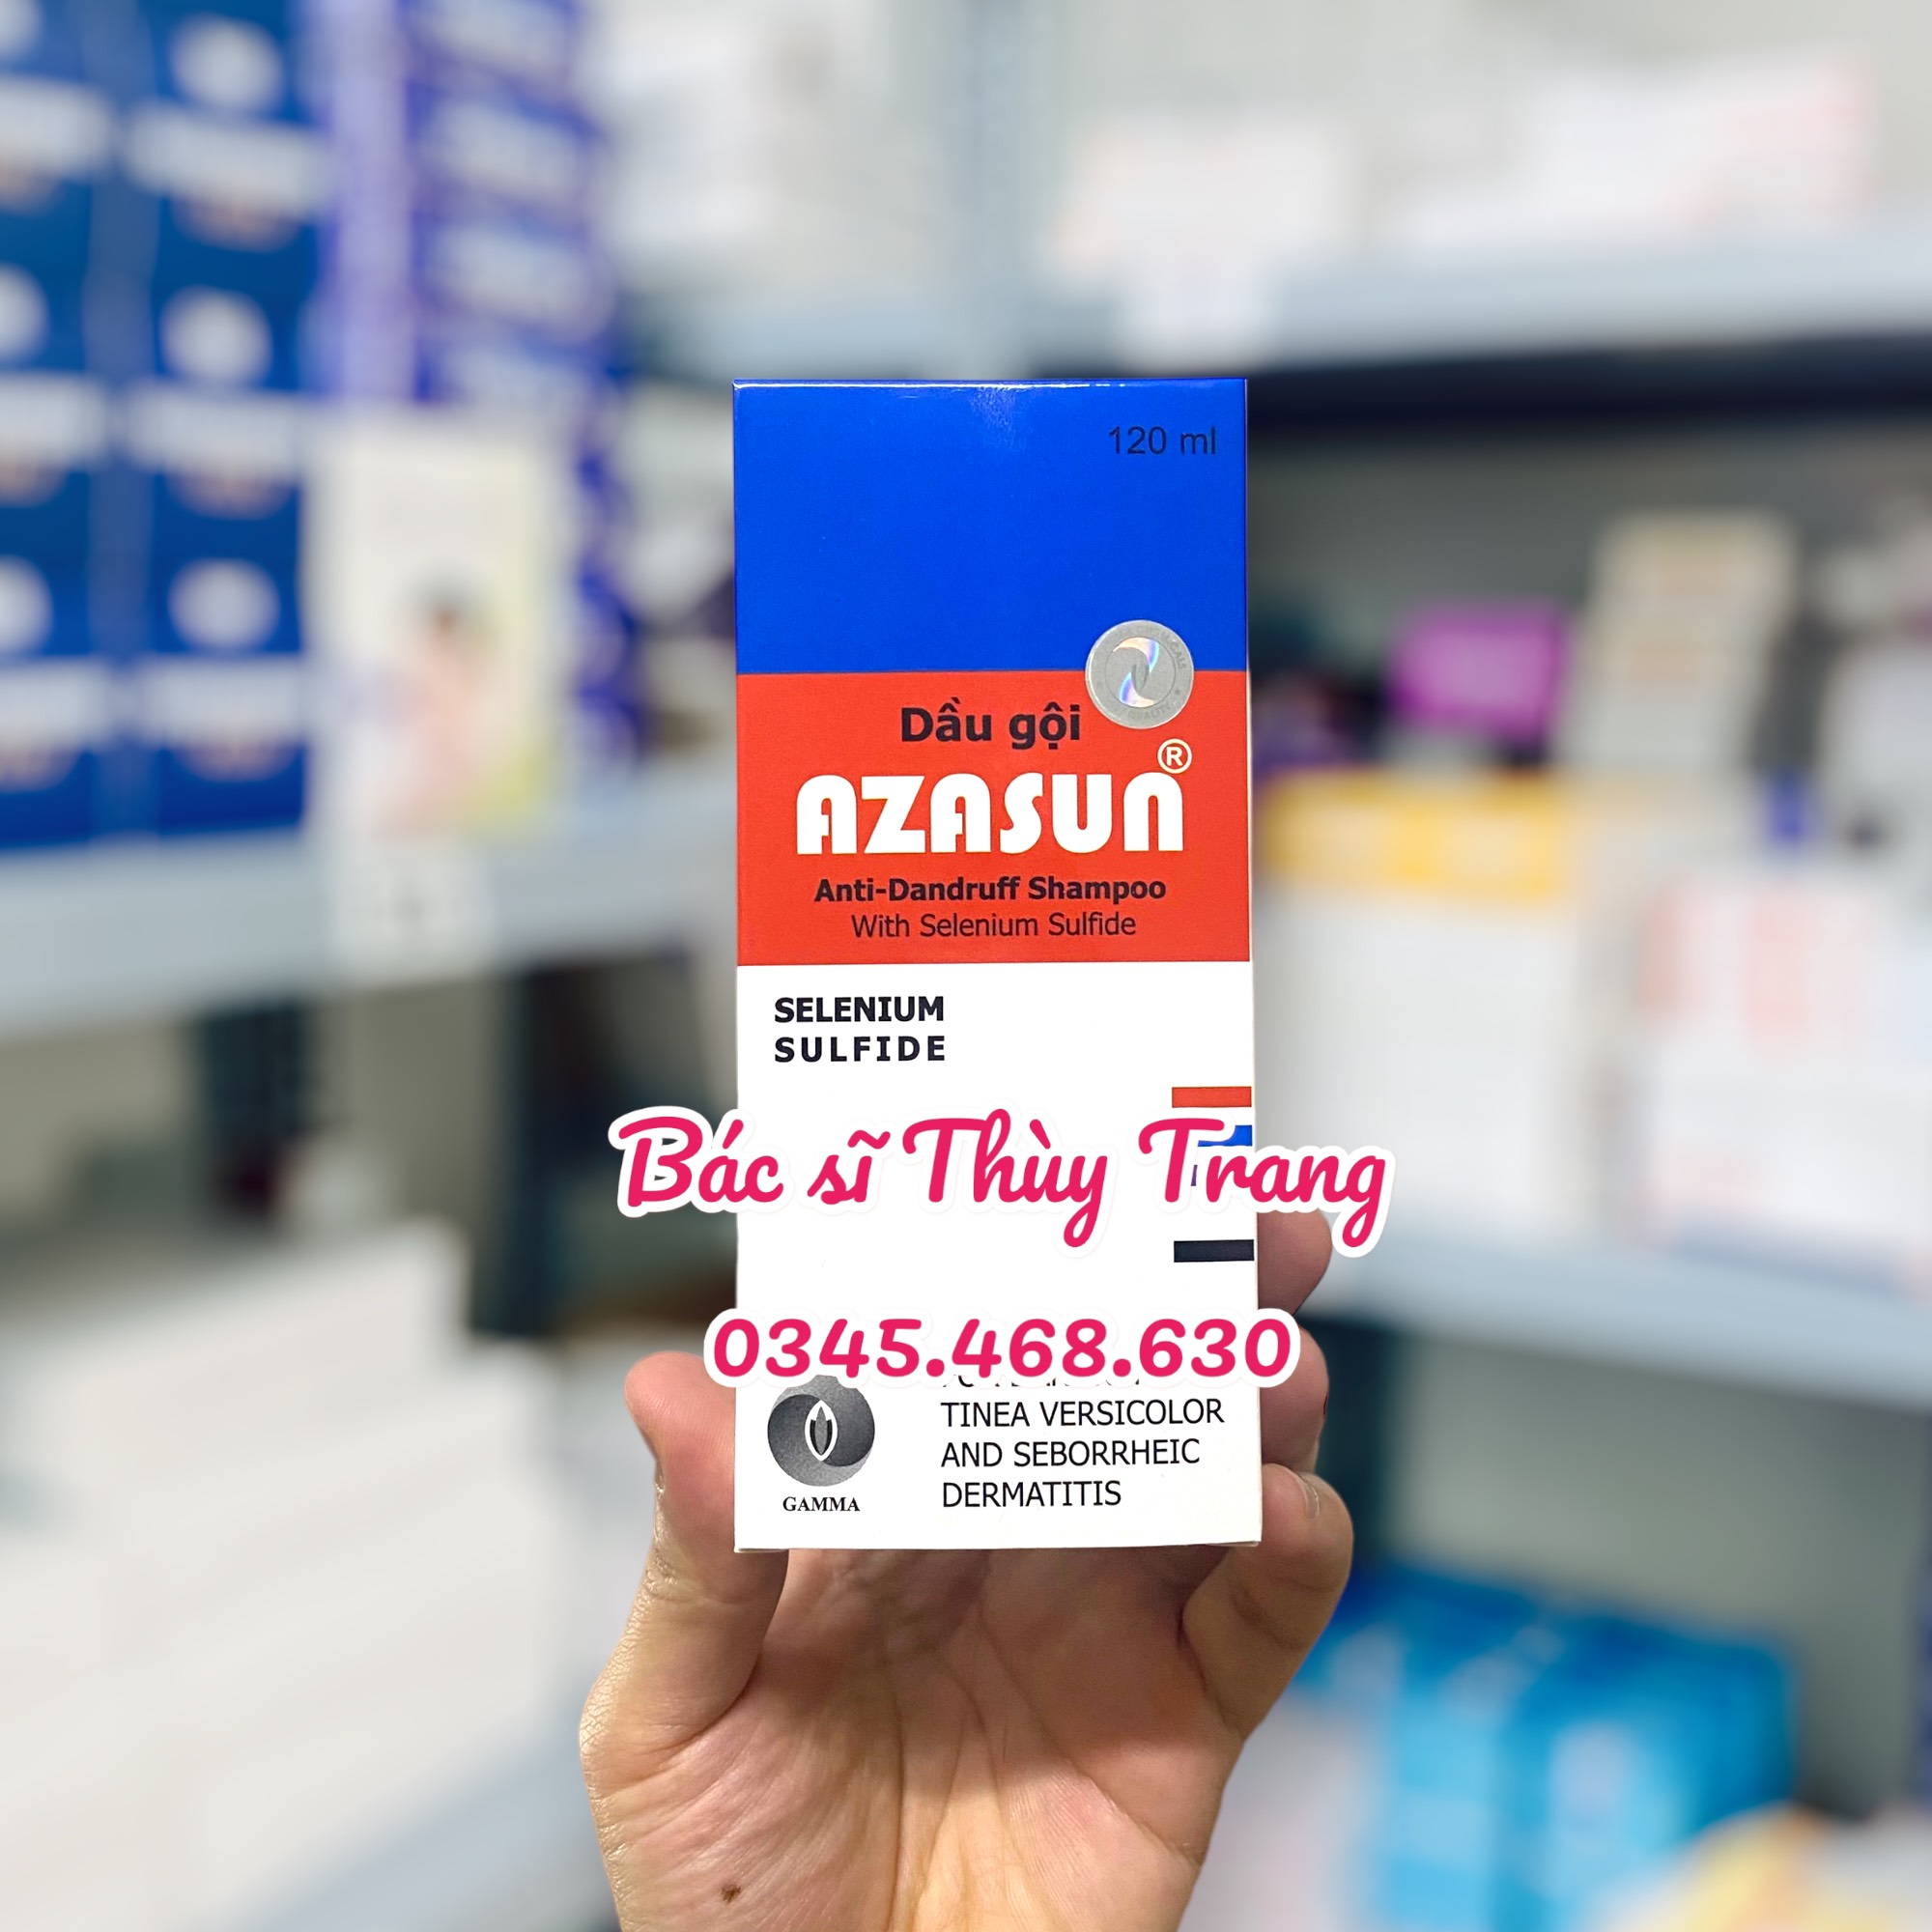 120 ml
Dầu gội
AZASUN®
Anti-Dandruff Shampoo
With Selenium Sulfide
SELENIUM
SULFIDE
Bác sĩ Thùy Trang
0345.468.630
TINEA VERSICOLOR
AND SEBORRHEIC
DERMATITIS
GAMMA